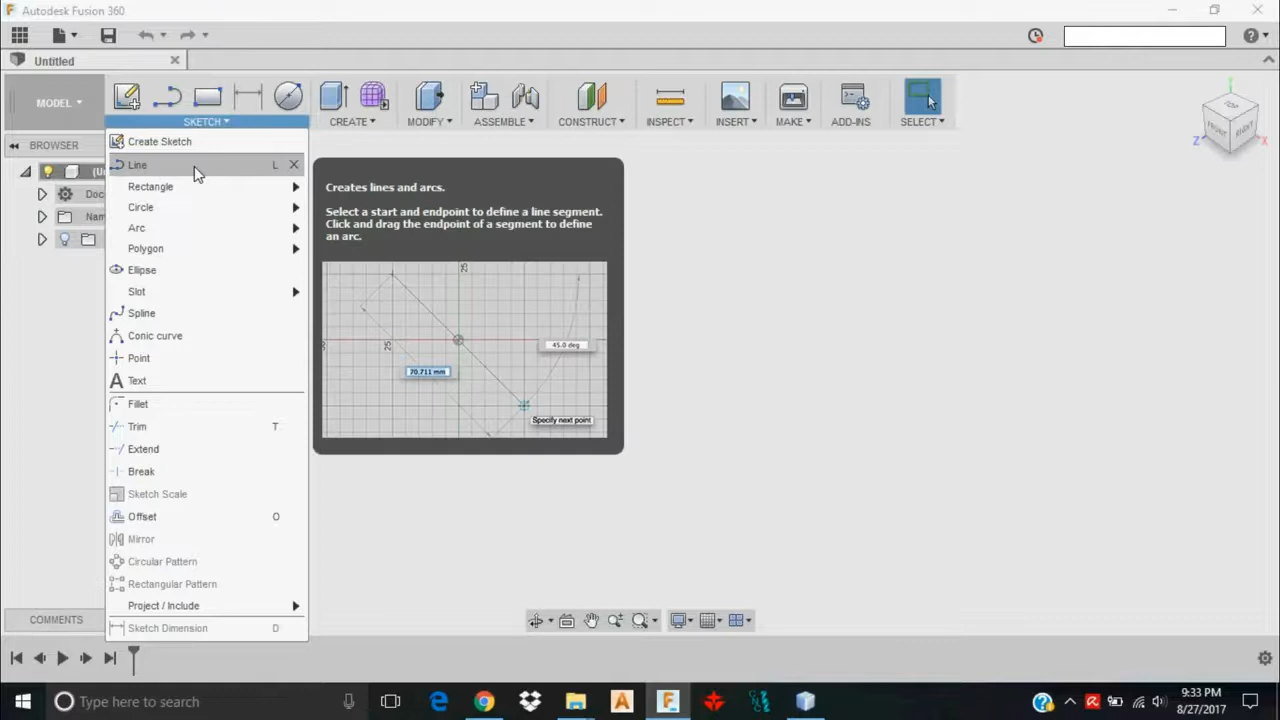 Autodesk Fusion 360
Untitled
MODEL
SKETCH
CREATE
MODIFY
ASSEMBLE
CONSTRUCT
INSPECT
INSERT
MAKE
ADD-INS
SELECT
FRONT
RIGHT
Z
BROWSER
Create Sketch
Line L
Rectangle
Circle
Arc
Polygon
Ellipse
Slot
Spline
Conic curve
Point
Text
Fillet
Trim T
Extend
Break
Sketch Scale
Offset O
Mirror
Circular Pattern
Rectangular Pattern
Project / Include
Sketch Dimension D
(U
Doc
Nam
Creates lines and arcs.
Select a start and endpoint to define a line segment.
Click and drag the endpoint of a segment to define
an arc.
25
25
45.0 deg
70.711 mm
Specify next point
COMMENTS
Type here to search
9:33 PM
8/27/2017